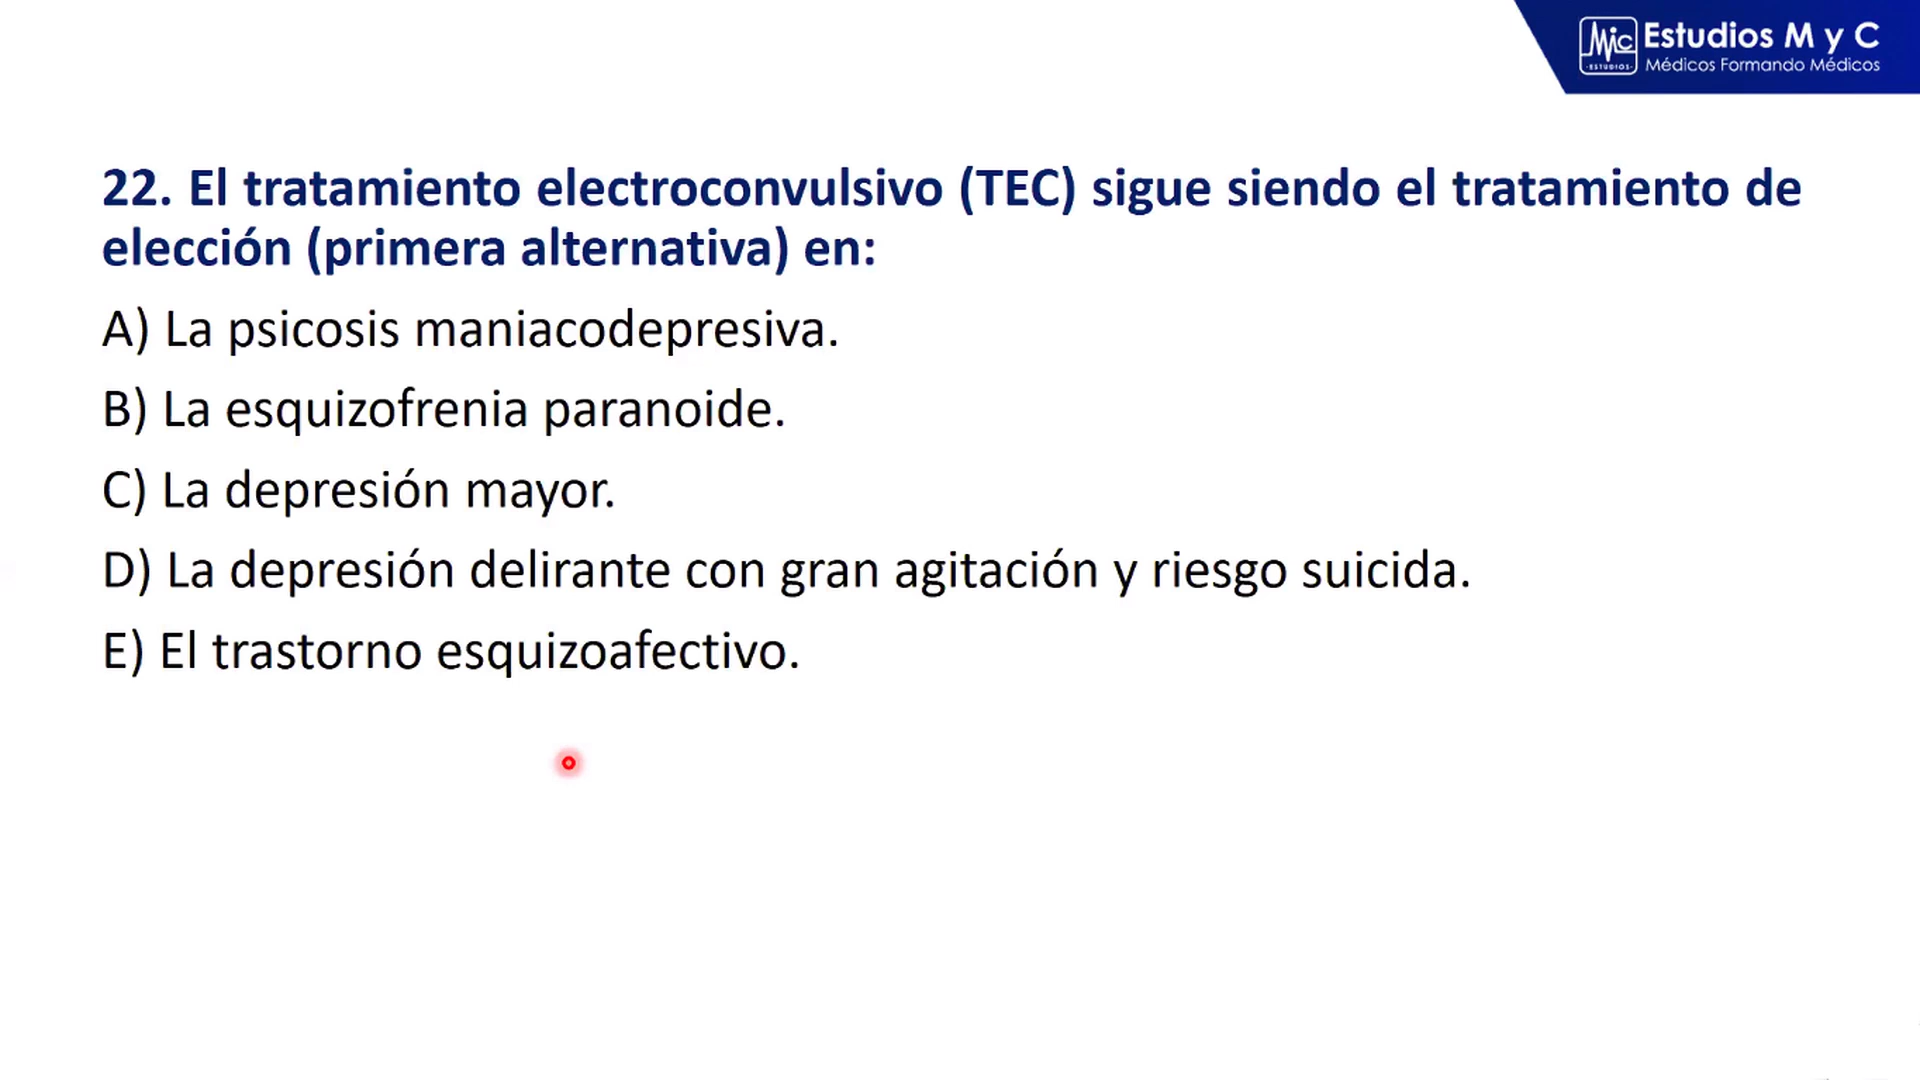 Mic
·ESTUDIOS·
Estudios M y C
Médicos Formando Médicos
22. El tratamiento electroconvulsivo (TEC) sigue siendo el tratamiento de
elección (primera alternativa) en:
A) La psicosis maniacodepresiva.
B) La esquizofrenia paranoide.
C) La depresión mayor.
D) La depresión delirante con gran agitación y riesgo suicida.
E) El trastorno esquizoafectivo.